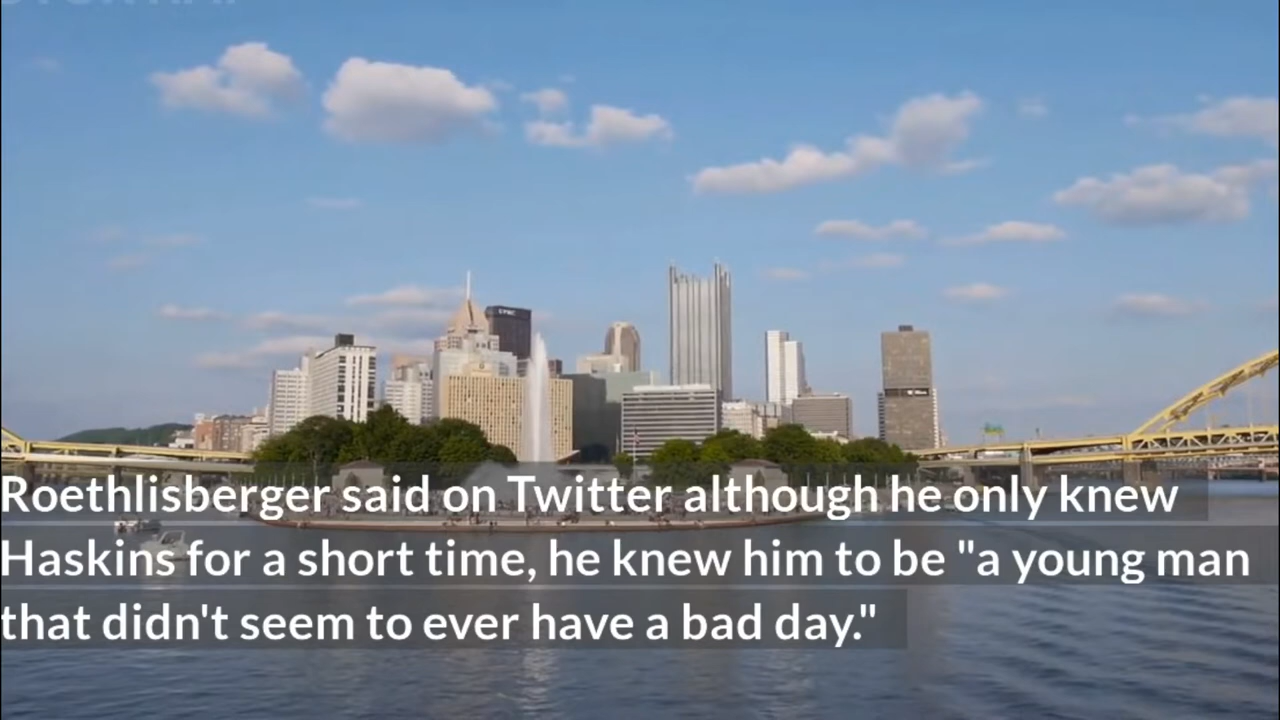 UPMC
Roethlisberger said on Twitter although he only knew
Haskins for a short time, he knew him to be "a young man
that didn't seem to ever have a bad day."